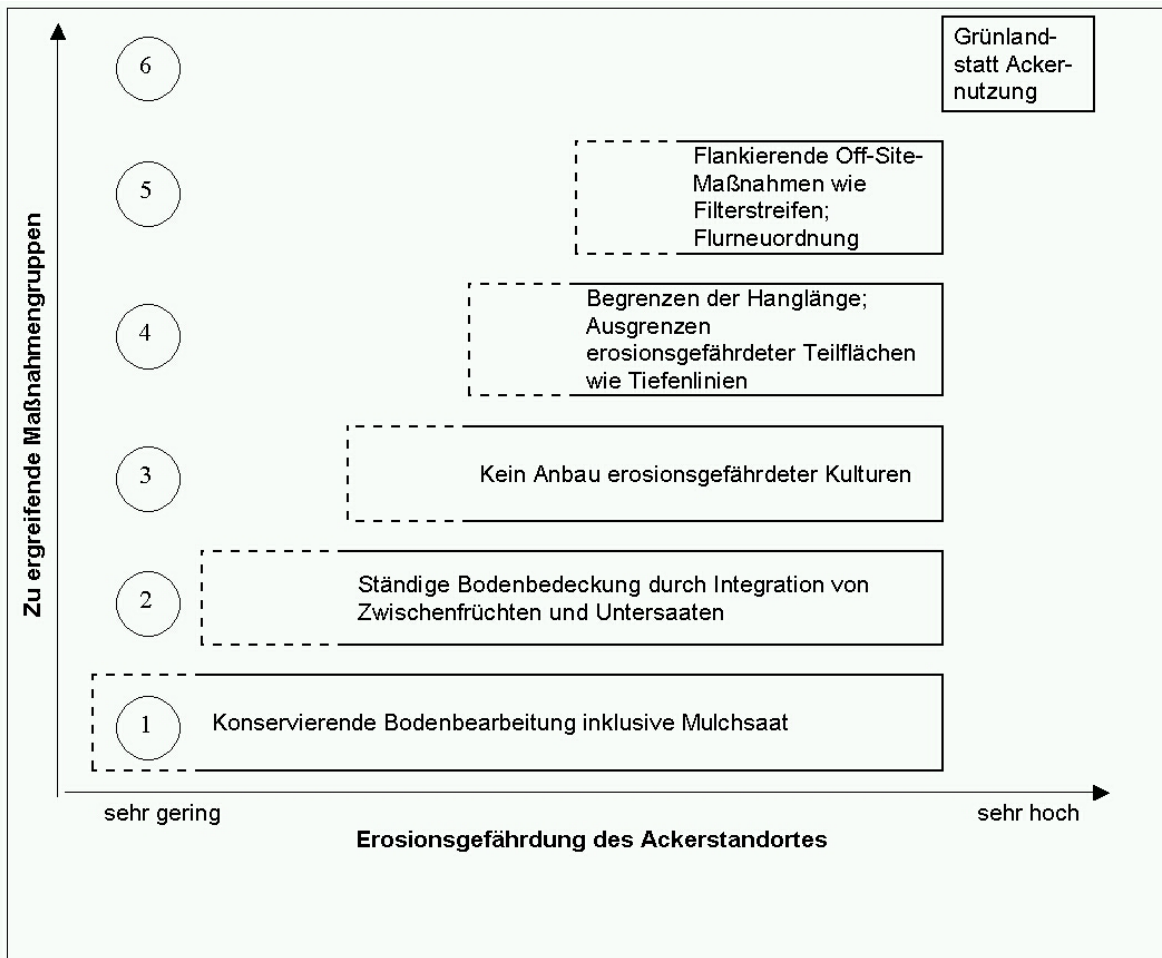 6
Grünland-
statt Acker-
nutzung
5
Flankierende Off-Site-
Maßnahmen wie
Filterstreifen;
Flurneuordnung
4
Begrenzen der Hanglänge;
Ausgrenzen
erosionsgefährdeter Teilflächen
wie Tiefenlinien
3
Kein Anbau erosionsgefährdeter Kulturen
2
Ständige Bodenbedeckung durch Integration von
Zwischenfrüchten und Untersaaten
1
Konservierende Bodenbearbeitung inklusive Mulchsaat
Zu ergreifende Maßnahmengruppen
sehr gering
sehr hoch
Erosionsgefährdung des Ackerstandortes